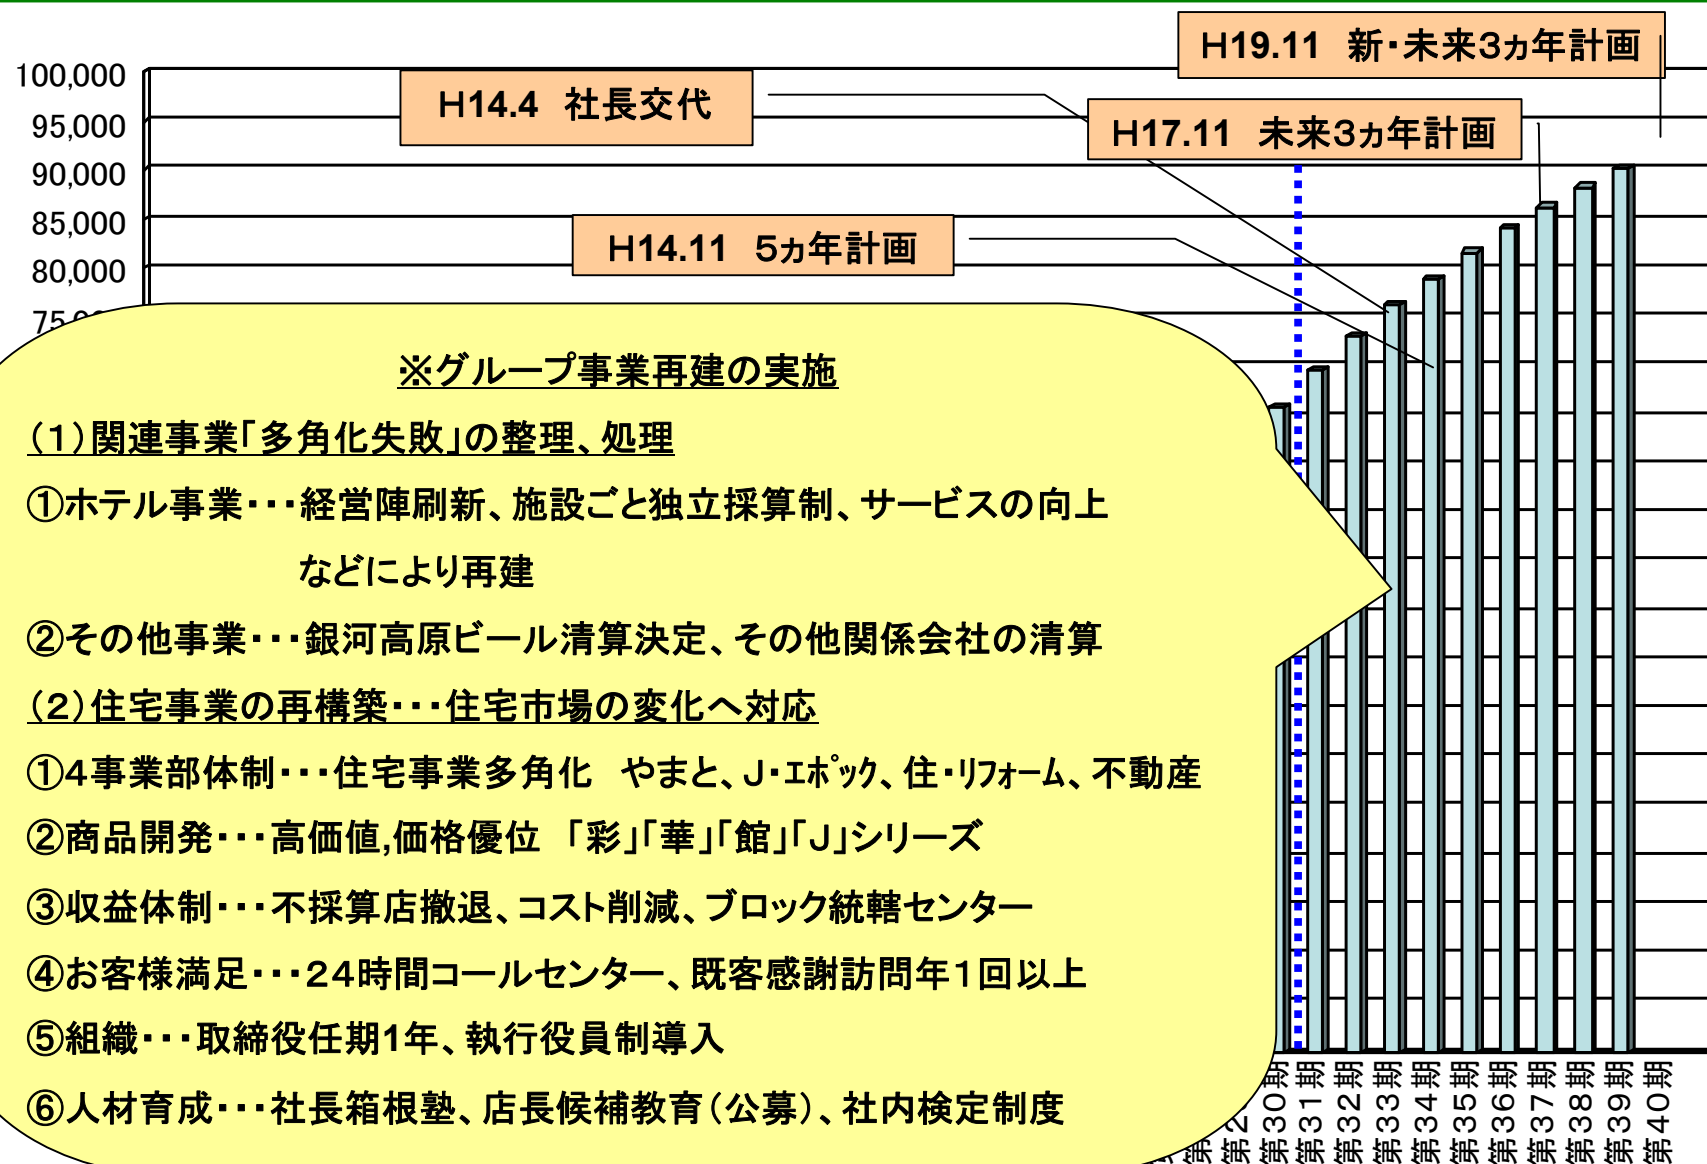 H19.11 新・未来3ヵ年計画
100,000
H14.4 社長交代
95,000
H17.11 未来3ヵ年計画
90,000
85,000
H14.11 5ヵ年計画
80,000
※グループ事業再建の実施
(1)関連事業「多角化失敗」の整理、処理
①ホテル事業・・・経営陣刷新、施設ごと独立採算制、サービスの向上
などにより再建
②その他事業・・・銀河高原ビール清算決定、その他関係会社の清算
(2)住宅事業の再構築・・・住宅市場の変化へ対応
①4事業部体制・・・住宅事業多角化 やまと、J・エポック、住・リフォーム、不動産
②商品開発・・・高価値,価格優位 「彩」「華」「館」「J」シリーズ
③収益体制・・・不採算店撤退、コスト削減、ブロック統轄センター
④お客様満足・・・24時間コールセンター、既客感謝訪問年1回以上
⑤組織・・・取締役任期1年、執行役員制導入
⑥人材育成・・・社長箱根塾、店長候補教育(公募)、社内検定制度
第30期
第31期
第32期
第33期
第34期
第35期
第36期
第37期
第38期
第39期
第40期